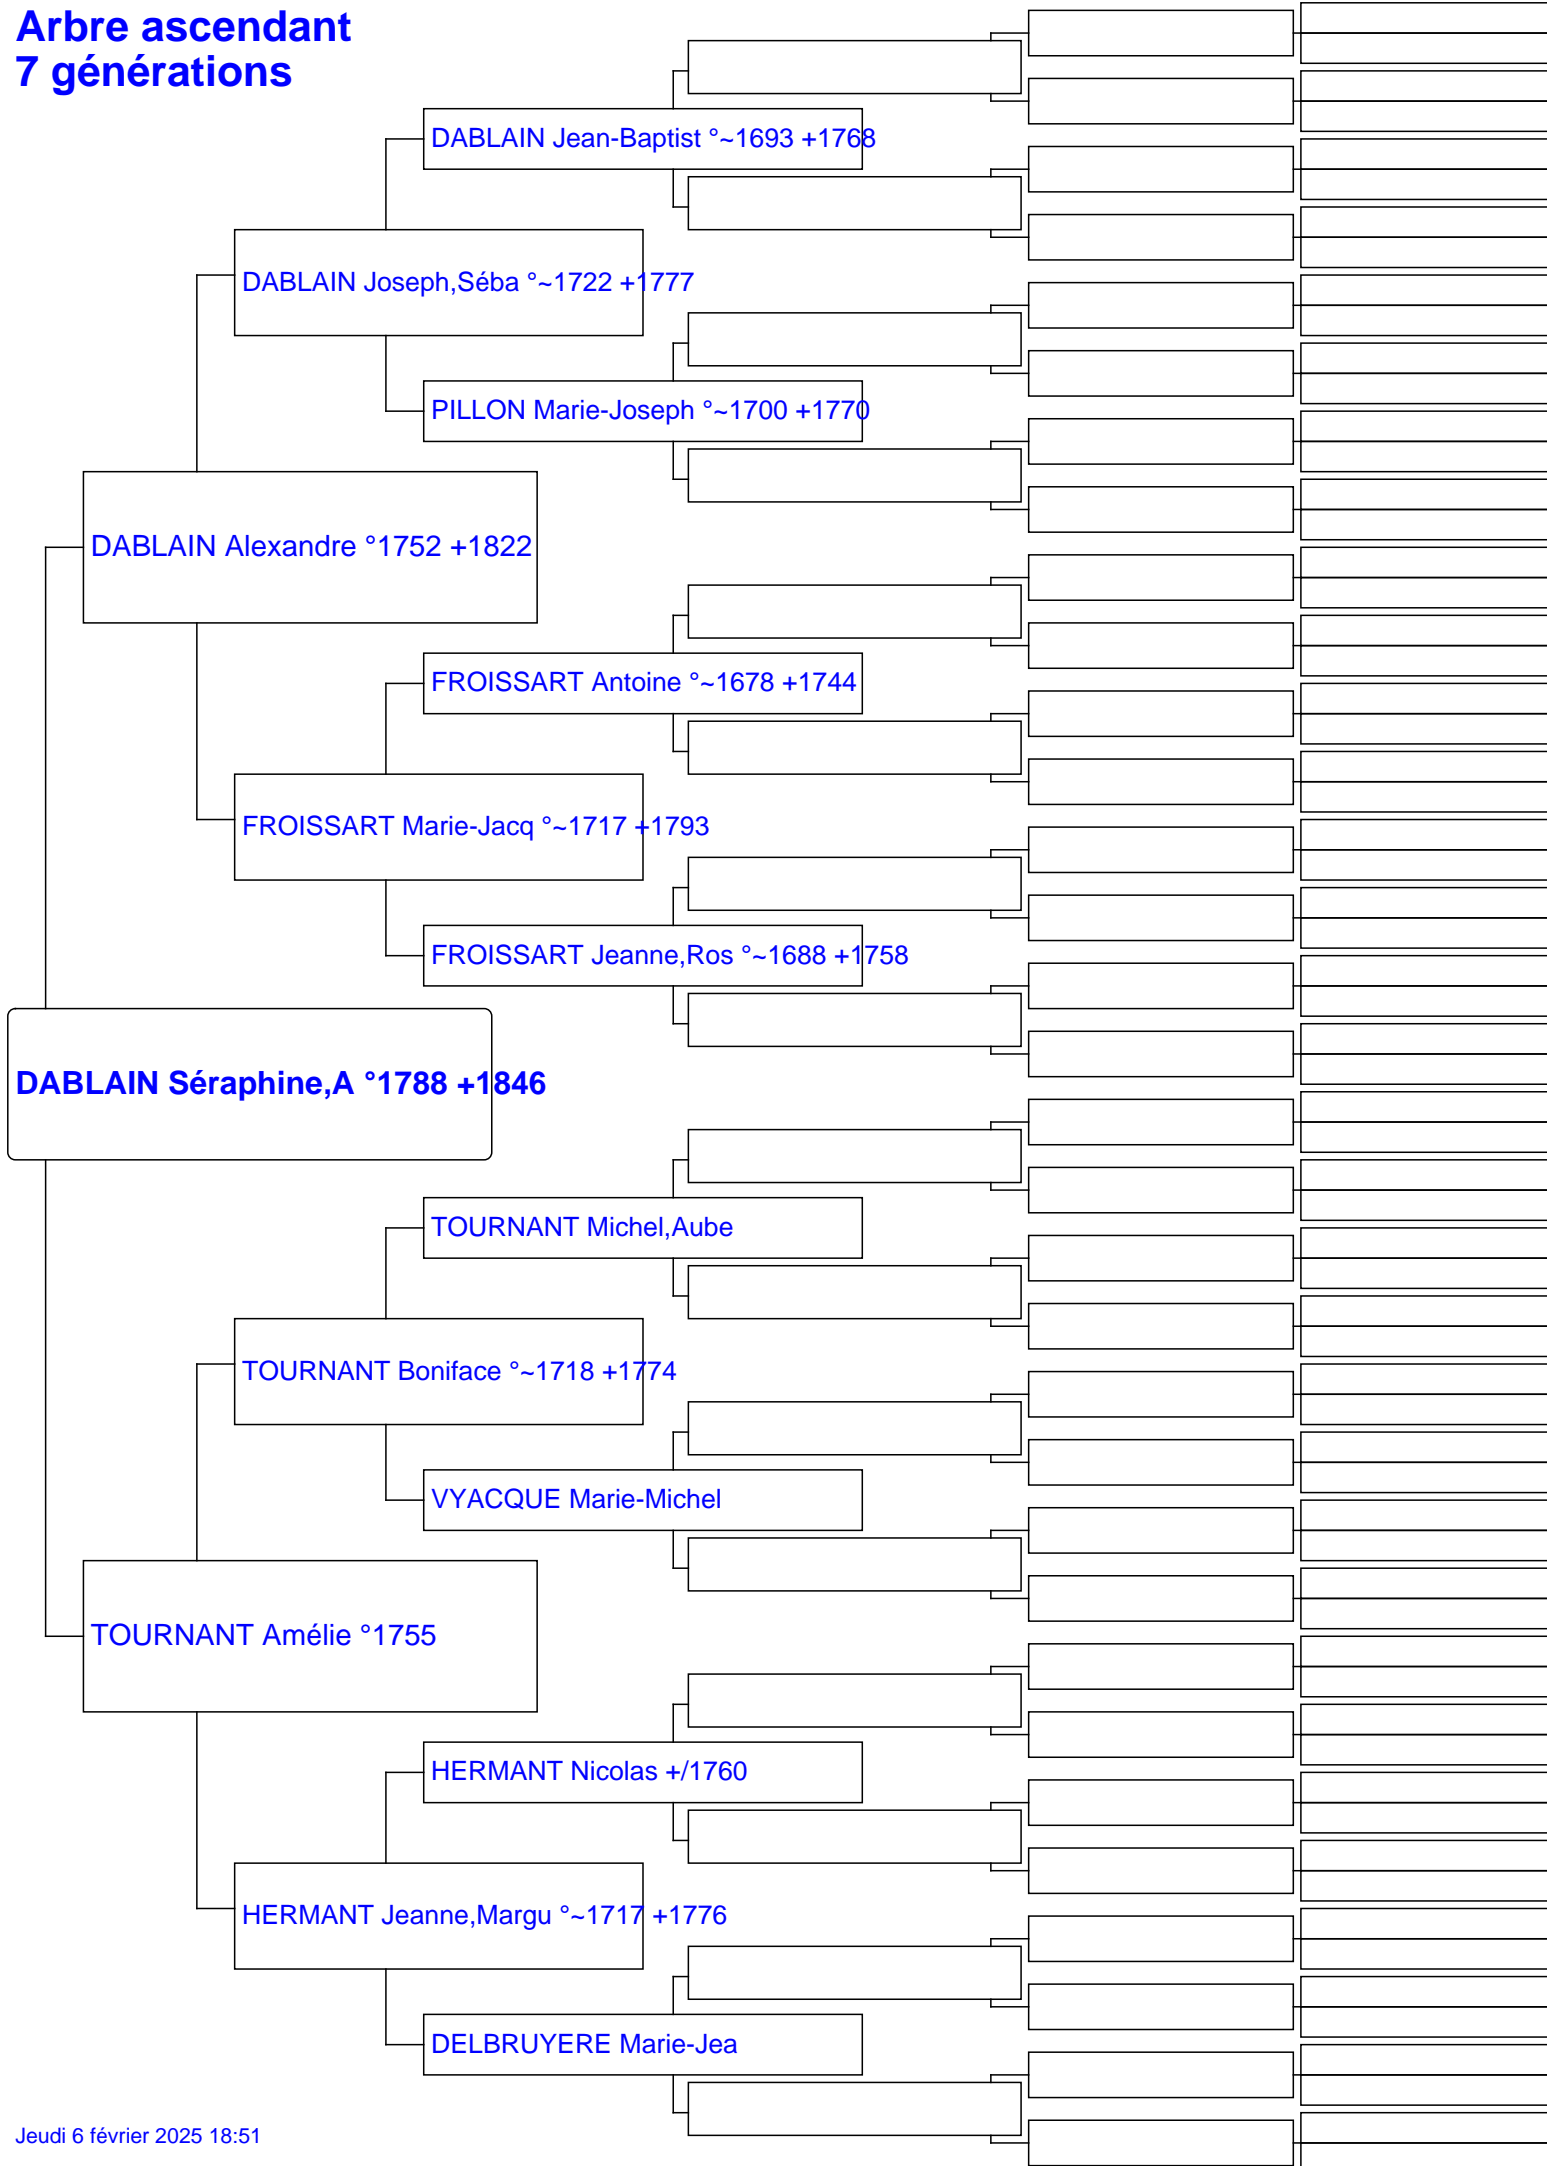 Arbre ascendant
7 générations
DABLAIN Jean-Baptist °~1693 +1768
DABLAIN Joseph,Séba °~1722 +1777
PILLON Marie-Joseph °~1700 +1770
DABLAIN Alexandre °1752 +1822
FROISSART Antoine °~1678 +1744
FROISSART Marie-Jacq °~1717 +1793
FROISSART Jeanne,Ros °~1688 +1758
DABLAIN Séraphine,A °1788 +1846
TOURNANT Michel,Aube
TOURNANT Boniface °~1718 +1774
VYACQUE Marie-Michel
TOURNANT Amélie °1755
HERMANT Nicolas +/1760
HERMANT Jeanne,Margu °~1717 +1776
DELBRUYERE Marie-Jea
Jeudi 6 février 2025 18:51